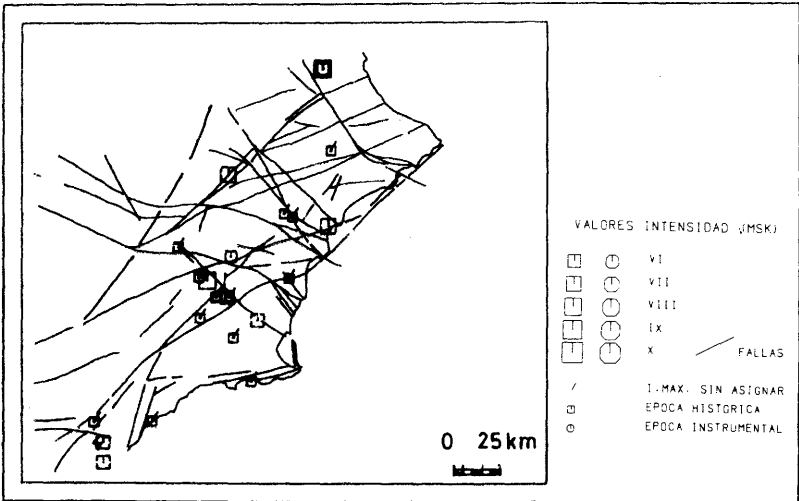 0 25km
VALORES INTENSIDAD (MSK)
VI
VII
VIII
IX
X
FALLAS
I.MAX. SIN ASIGNAR
EPOCA HISTORICA
EPOCA INSTRUMENTAL